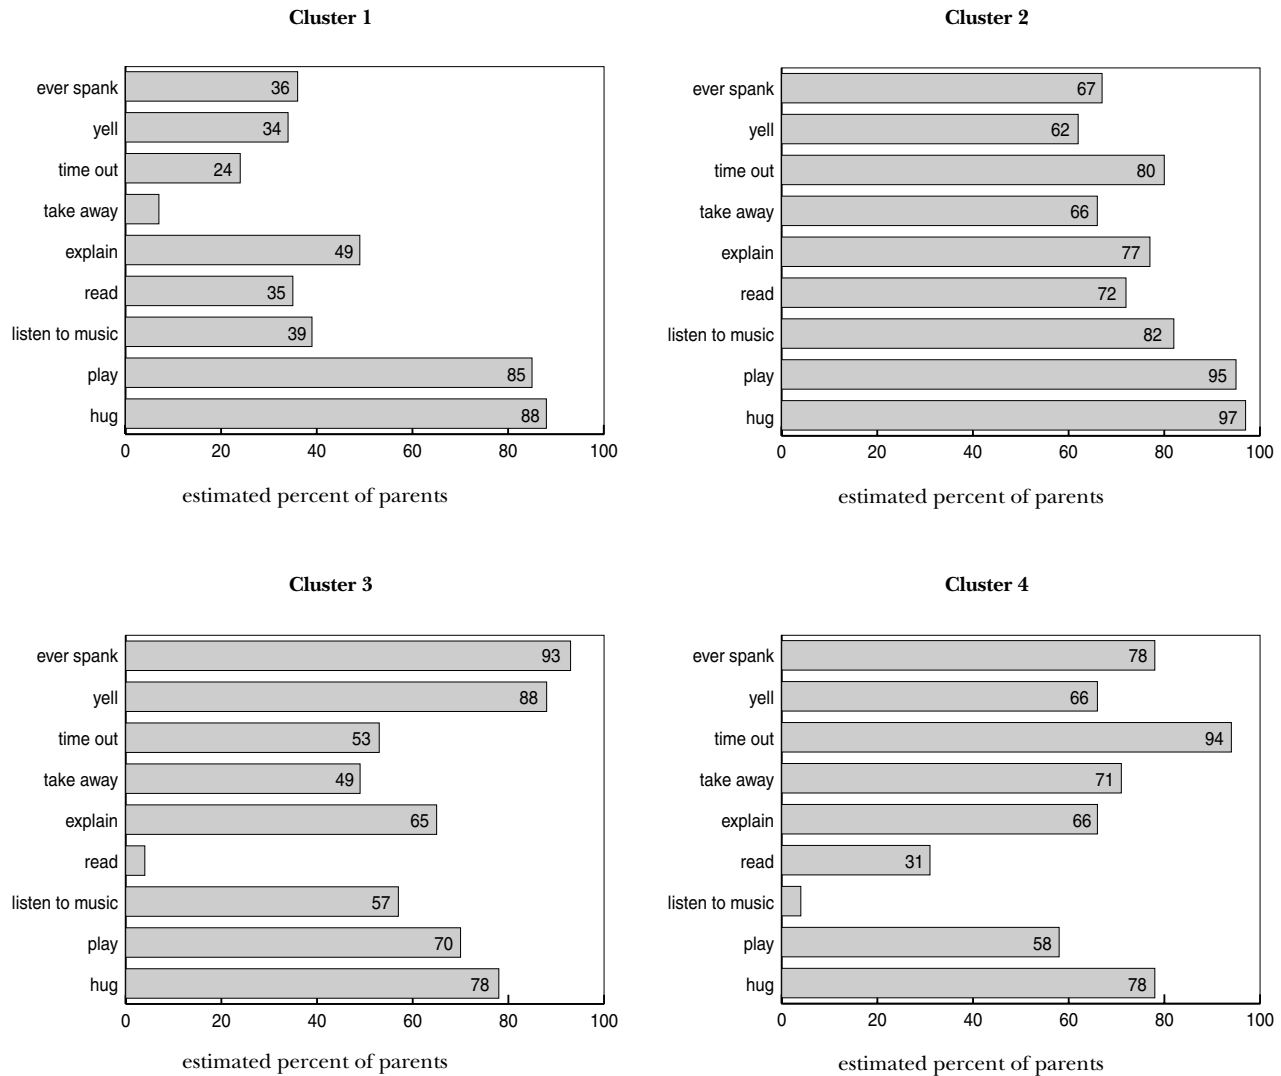 Cluster 1
ever spank 36
yell 34
time out 24
take away
explain 49
read 35
listen to music 39
play 85
hug 88
0 20 40 60 80 100
estimated percent of parents
Cluster 2
ever spank 67
yell 62
time out 80
take away 66
explain 77
read 72
listen to music 82
play 95
hug 97
0 20 40 60 80 100
estimated percent of parents
Cluster 3
ever spank 93
yell 88
time out 53
take away 49
explain 65
read
listen to music 57
play 70
hug 78
0 20 40 60 80 100
estimated percent of parents
Cluster 4
ever spank 78
yell 66
time out 94
take away 71
explain 66
read 31
listen to music
play 58
hug 78
0 20 40 60 80 100
estimated percent of parents